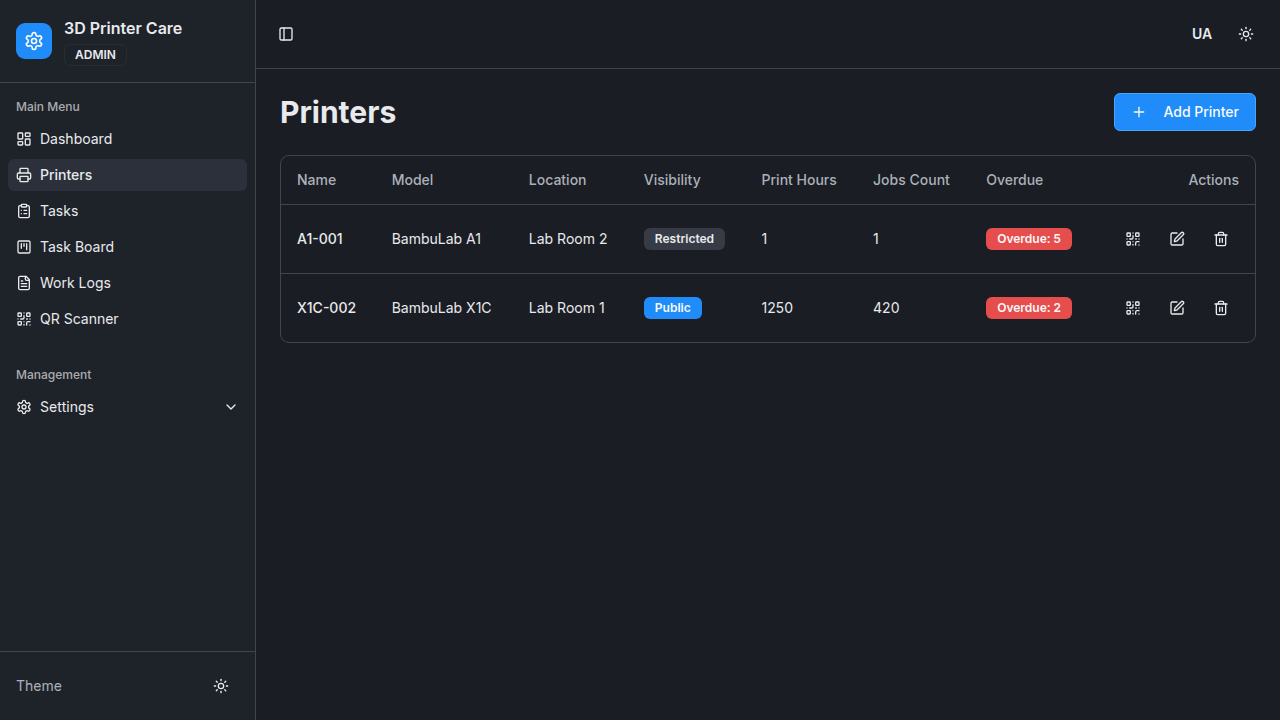 3D Printer Care
ADMIN
Main Menu
Dashboard
Printers
Tasks
Task Board
Work Logs
QR Scanner
Management
Settings
Theme
UA
Printers
Add Printer
Name Model Location Visibility Print Hours Jobs Count Overdue Actions
A1-001 BambuLab A1 Lab Room 2 Restricted 1 1 Overdue: 5
X1C-002 BambuLab X1C Lab Room 1 Public 1250 420 Overdue: 2